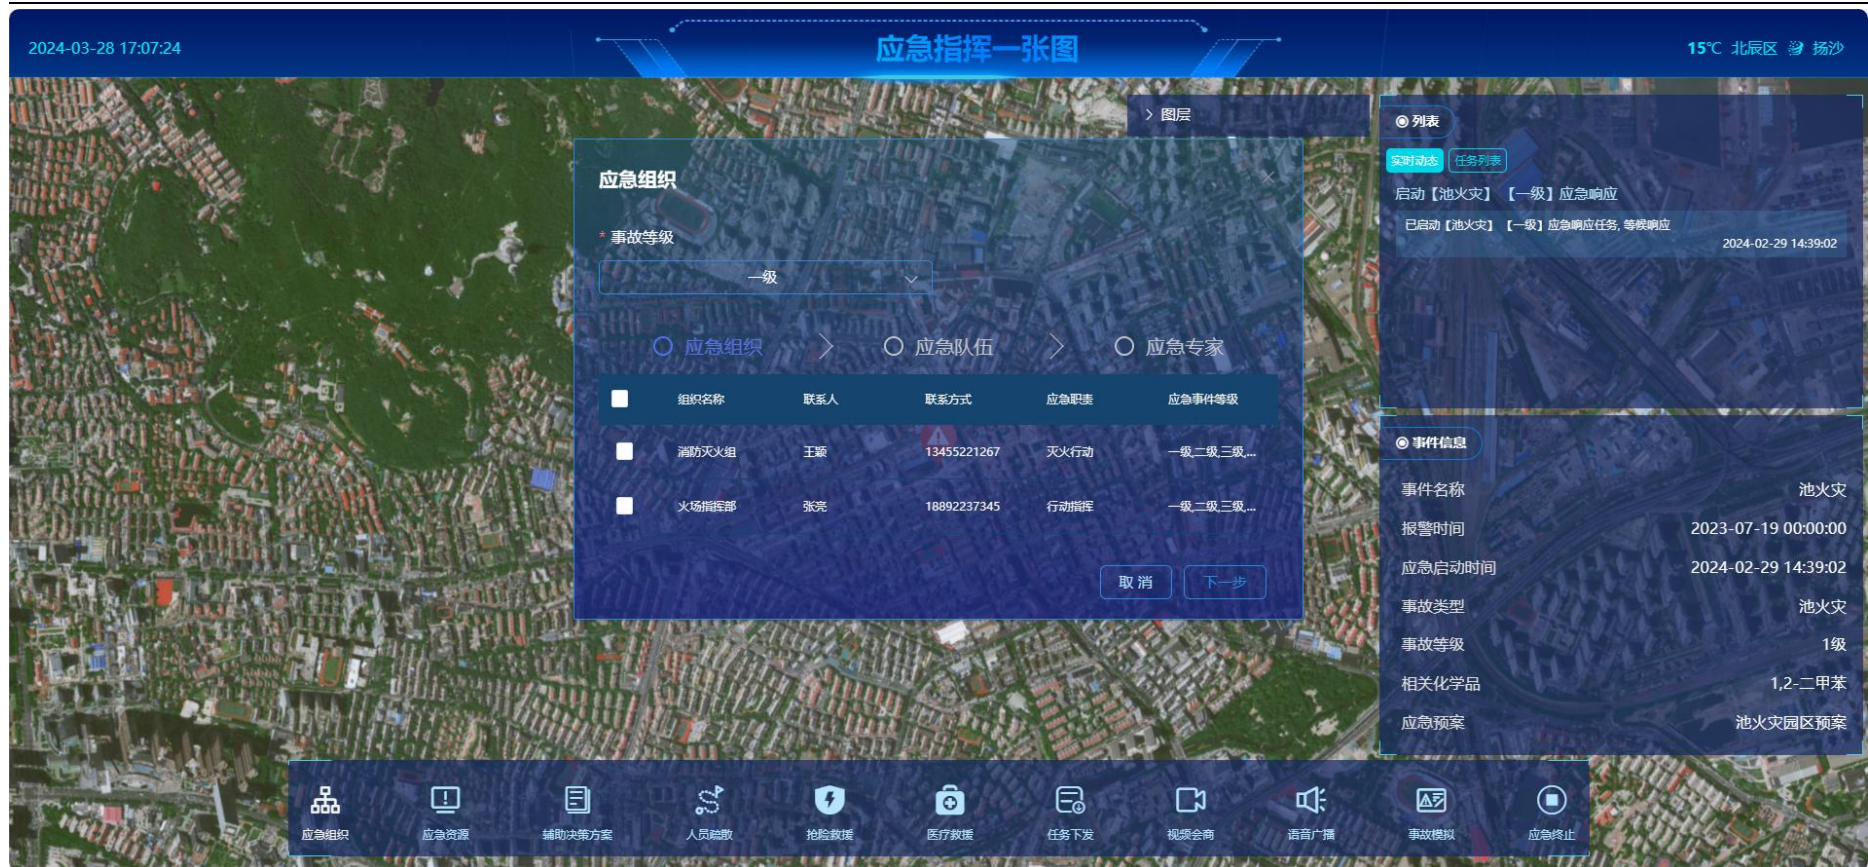 2024-03-28 17:07:24
应急指挥一张图
15℃ 北辰区 扬沙
图层
应急组织
* 事故等级
一级
应急组织 应急队伍 应急专家
组织名称 联系人 联系方式 应急职责 应急事件等级
消防灭火组 王颖 13455221267 灭火行动 一级,二级,三级,...
火场指挥部 张亮 18892237345 行动指挥 一级,二级,三级,...
取消 下一步
列表
实时动态 任务列表
启动【池火灾】【一级】应急响应
已启动【池火灾】【一级】应急响应任务, 等候响应
2024-02-29 14:39:02
事件信息
事件名称 池火灾
报警时间 2023-07-19 00:00:00
应急启动时间 2024-02-29 14:39:02
事故类型 池火灾
事故等级 1级
相关化学品 1,2-二甲苯
应急预案 池火灾园区预案
应急组织 应急资源 辅助决策方案 人员疏散 抢险救援 医疗救援 任务下发 视频会商 语音广播 事故模拟 应急终止